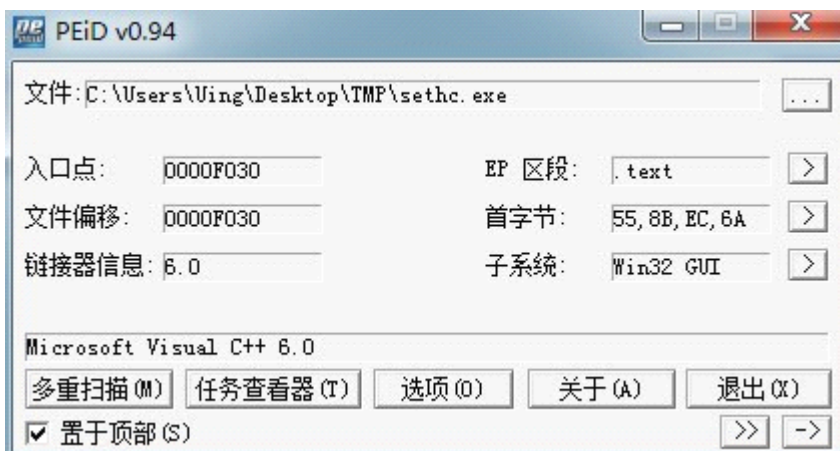 PEiD v0.94
文件: C:\Users\Ving\Desktop\TMP\sethc.exe ...
入口点: 0000F030 EP 区段: .text >
文件偏移: 0000F030 首字节: 55,8B,EC,6A >
链接器信息: 6.0 子系统: Win32 GUI >
Microsoft Visual C++ 6.0
多重扫描(M) 任务查看器(T) 选项(O) 关于(A) 退出(X)
置于顶部(S) >> ->